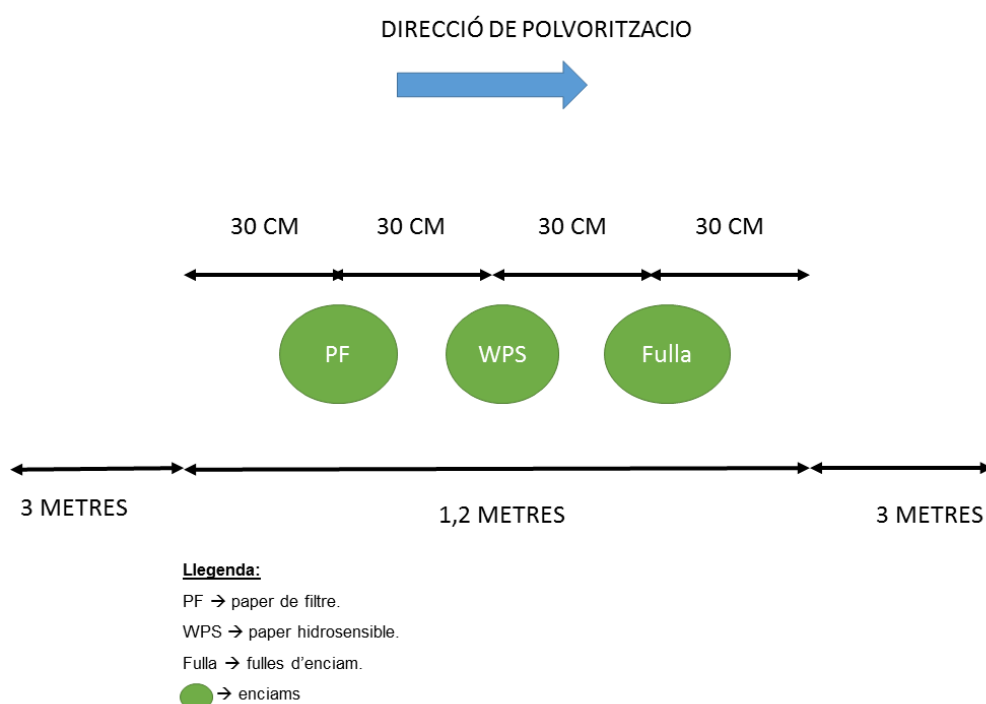 DIRECCIÓ DE POLVORITZACIO
30 CM 30 CM 30 CM 30 CM
PF WPS Fulla
3 METRES 1,2 METRES 3 METRES
Llegenda:
PF → paper de filtre.
WPS → paper hidrosensible.
Fulla → fulles d'enciam.
→ enciams